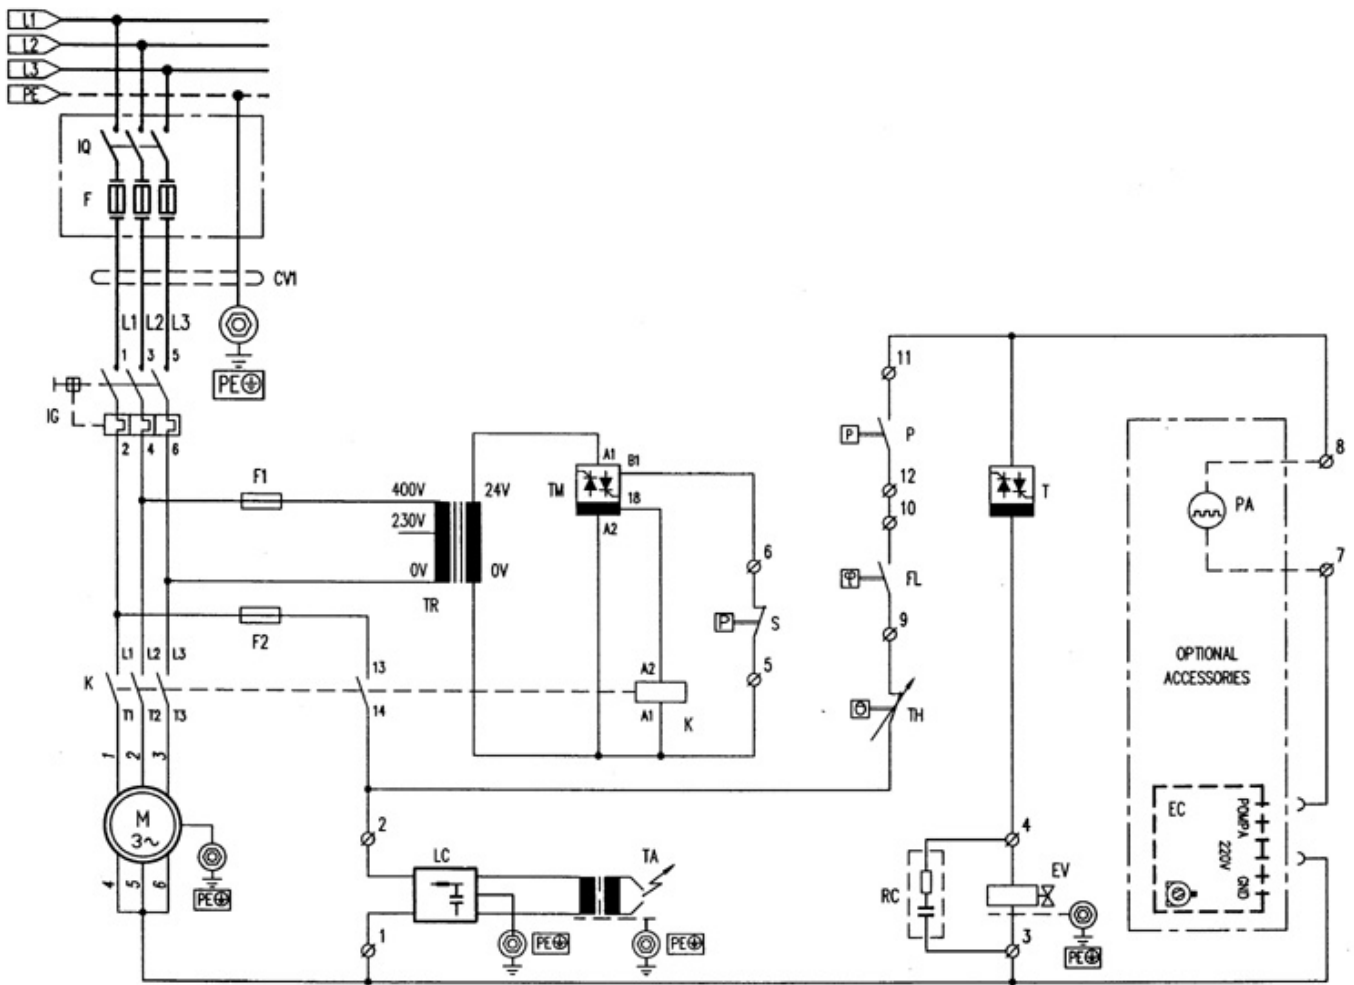 L1
L2
L3
PE
IQ
F
CV1
L1 L2 L3
1 3 5
PE
IG
2 4 6
F1
400V
230V
0V
TR
24V
0V
TM
A1
B1
18
A2
6
P
S
5
F2
13
14
K
L1 L2 L3
T1 T2 T3
A2
A1
K
1 2 3
M
3~
PE
4 5 6
2
LC
TA
1
PE
PE
11
P
P
12
10
FL
9
TH
T
4
RC
EV
3
PE
8
PA
7
OPTIONAL
ACCESSORIES
EC
POMPA
220V
GND